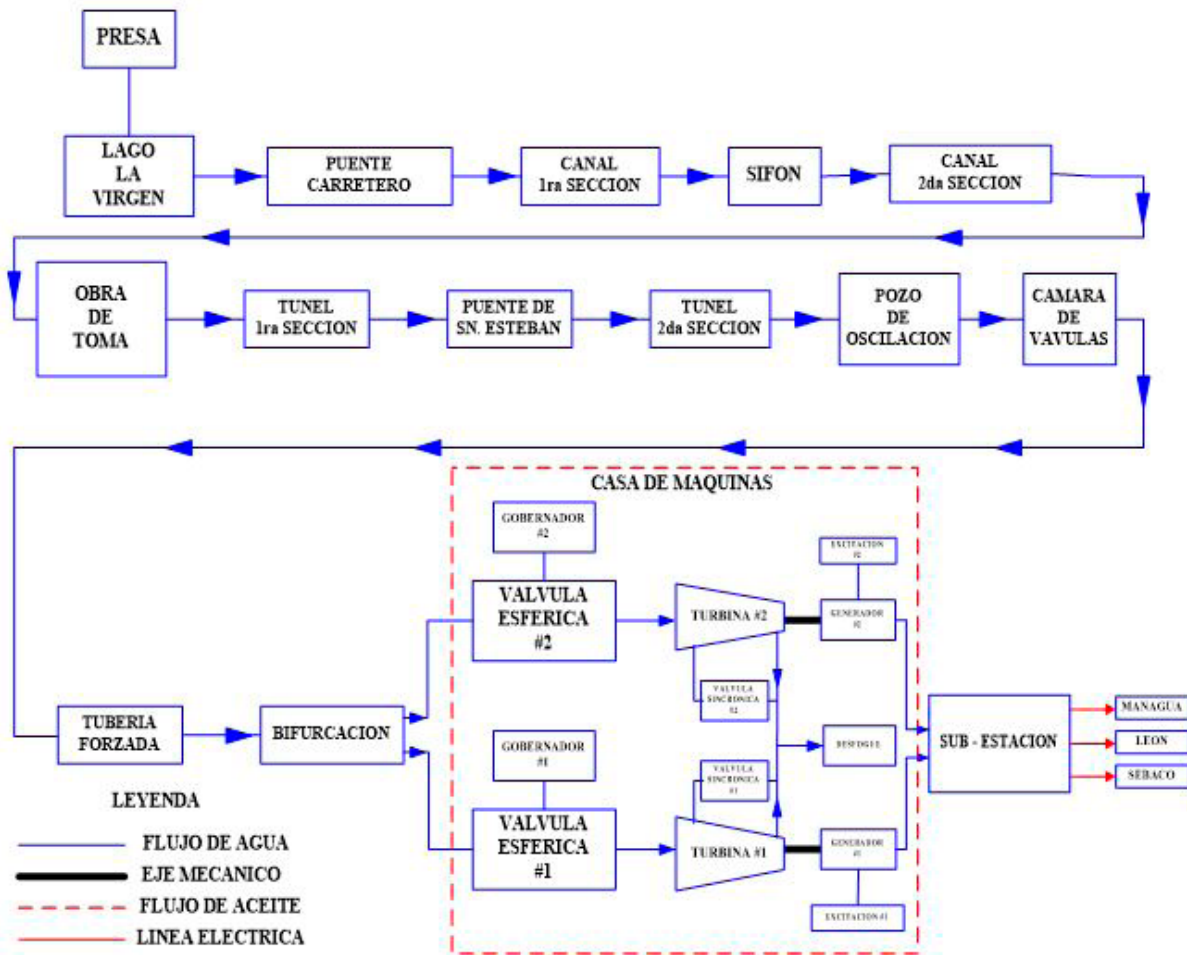 PRESA
LAGO
LA
VIRGEN
PUENTE
CARRETERO
CANAL
1ra SECCION
SIFON
CANAL
2da SECCION
OBRA
DE
TOMA
TUNEL
1ra SECCION
PUENTE DE
SN. ESTEBAN
TUNEL
2da SECCION
POZO
DE
OSCILACION
CAMARA
DE
VAVULAS
CASA DE MAQUINAS
GOBERNADOR
#2
VALVULA
ESFERICA
#2
TURBINA #2
EXCITACION
#2
GENERADOR
#2
VALVULA
SINCRONICA
#2
TUBERIA
FORZADA
BIFURCACION
GOBERNADOR
#1
VALVULA
ESFERICA
#1
VALVULA
SINCRONICA
#1
DESFOGUE
TURBINA #1
GENERADOR
#1
EXCITACION #1
SUB - ESTACION
MANAGUA
LEON
SEBACO
LEYENDA
FLUJO DE AGUA
EJE MECANICO
FLUJO DE ACEITE
LINEA ELECTRICA